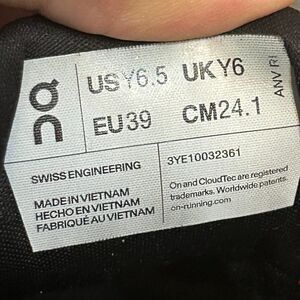 on
USY6.5 UKY6
EU39 CM24.1
ANV R!
SWISS ENGINEERING
MADE IN VIETNAM
HECHO EN VIETNAM
FABRIQUÉ AU VIETNAM
3YE10032361
On and CloudTec are registered
trademarks. Worldwide patents.
on-running.com